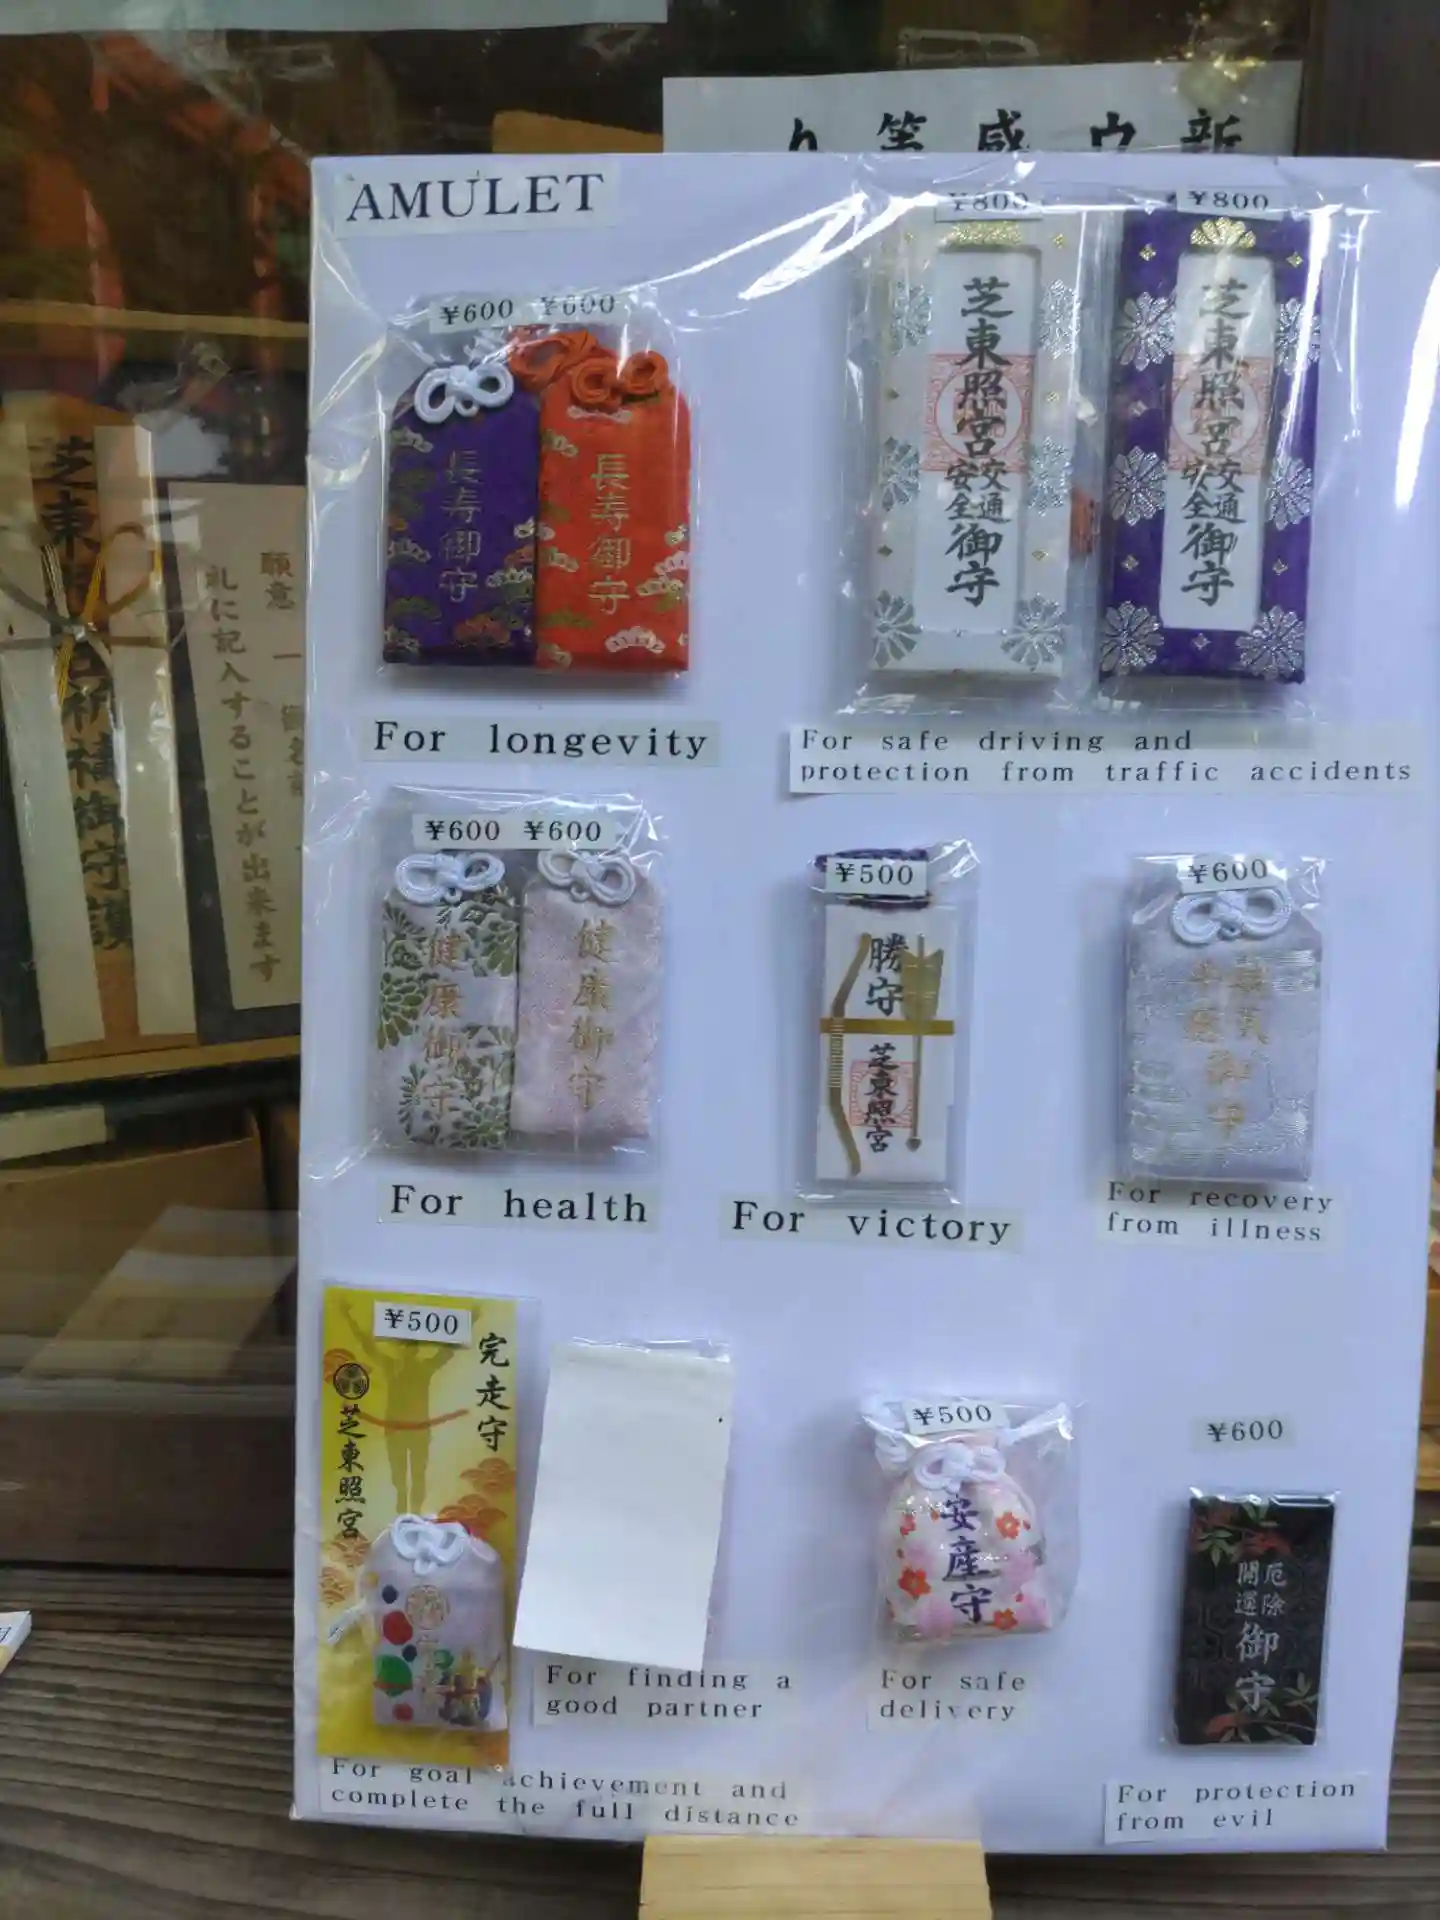 AMULET
¥800
¥800
¥600
¥600
長寿御守
長寿御守
芝東照宮
交通
安全
御守
芝東照宮
交通
安全
御守
For longevity
For safe driving and
protection from traffic accidents
¥600
¥600
健康御守
健康御守
For health
¥500
勝守
芝東照宮
For victory
¥600
御守
For recovery
from illness
¥500
完走守
芝東照宮
For goal achievement and
complete the full distance
For finding a
good partner
¥500
安産守
For safe
delivery
¥600
厄除
開運
御守
For protection
from evil
願意
礼に記入することが出来ます